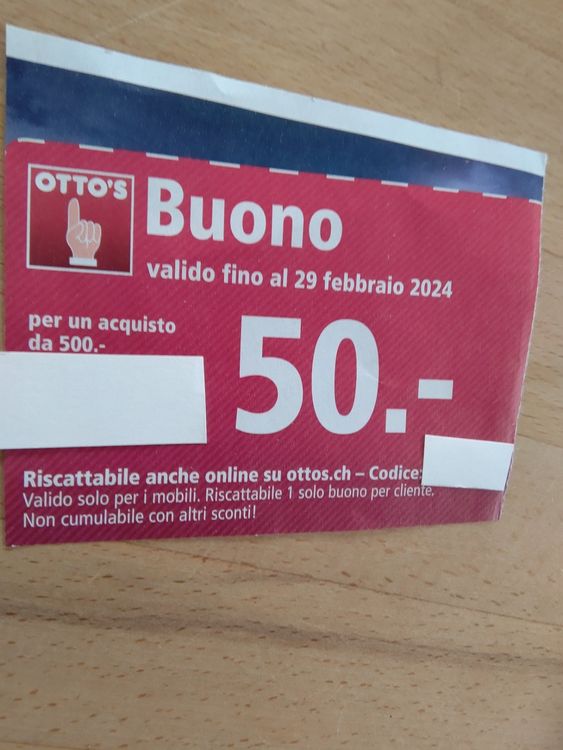 OTTO'S
Buono
valido fino al 29 febbraio 2024
per un acquisto
da 500.-
50.-
Riscattabile anche online su ottos.ch – Codice:
Valido solo per i mobili. Riscattabile 1 solo buono per cliente.
Non cumulabile con altri sconti!